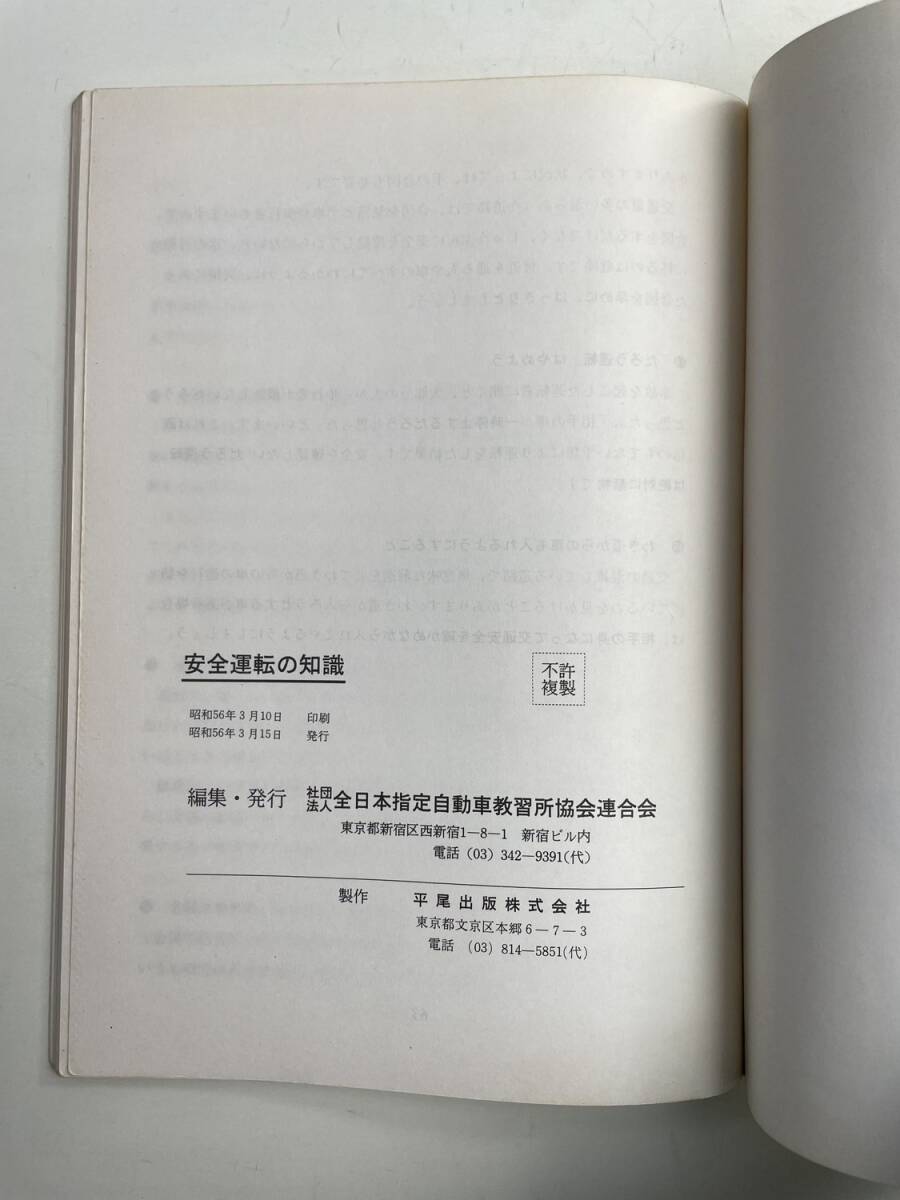 安全運転の知識
不許
複製
昭和56年3月10日 印刷
昭和56年3月15日 発行
編集・発行 社団法人全日本指定自動車教習所協会連合会
東京都新宿区西新宿1―8―1 新宿ビル内
電話 (03) 342―9391(代)
製作 平尾出版株式会社
東京都文京区本郷6―7―3
電話 (03) 814―5851(代)